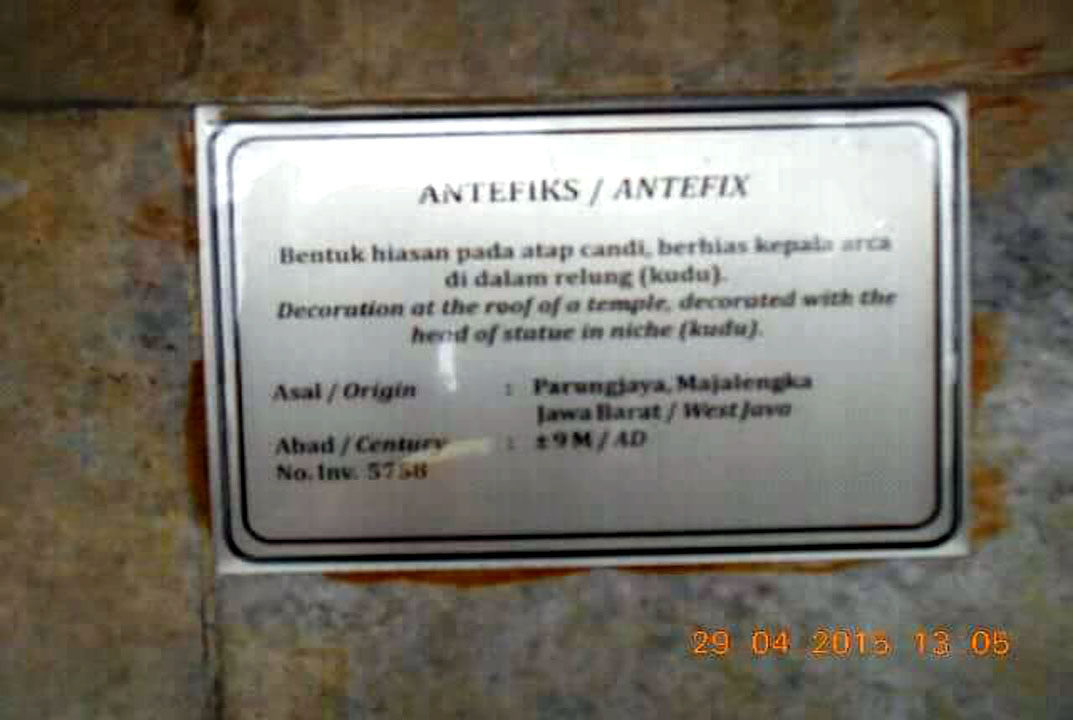 ANTEFIKS / ANTEFIX
Bentuk hiasan pada atap candi, berhias kepala arca
di dalam relung (kudu).
Decoration at the roof of a temple, decorated with the
head of statue in niche (kudu).
Asal / Origin : Parungjaya, Majalengka
Jawa Barat / West Java
Abad / Century : ± 9 M / AD
No. Inv. 5758
29 04 2015 13 05